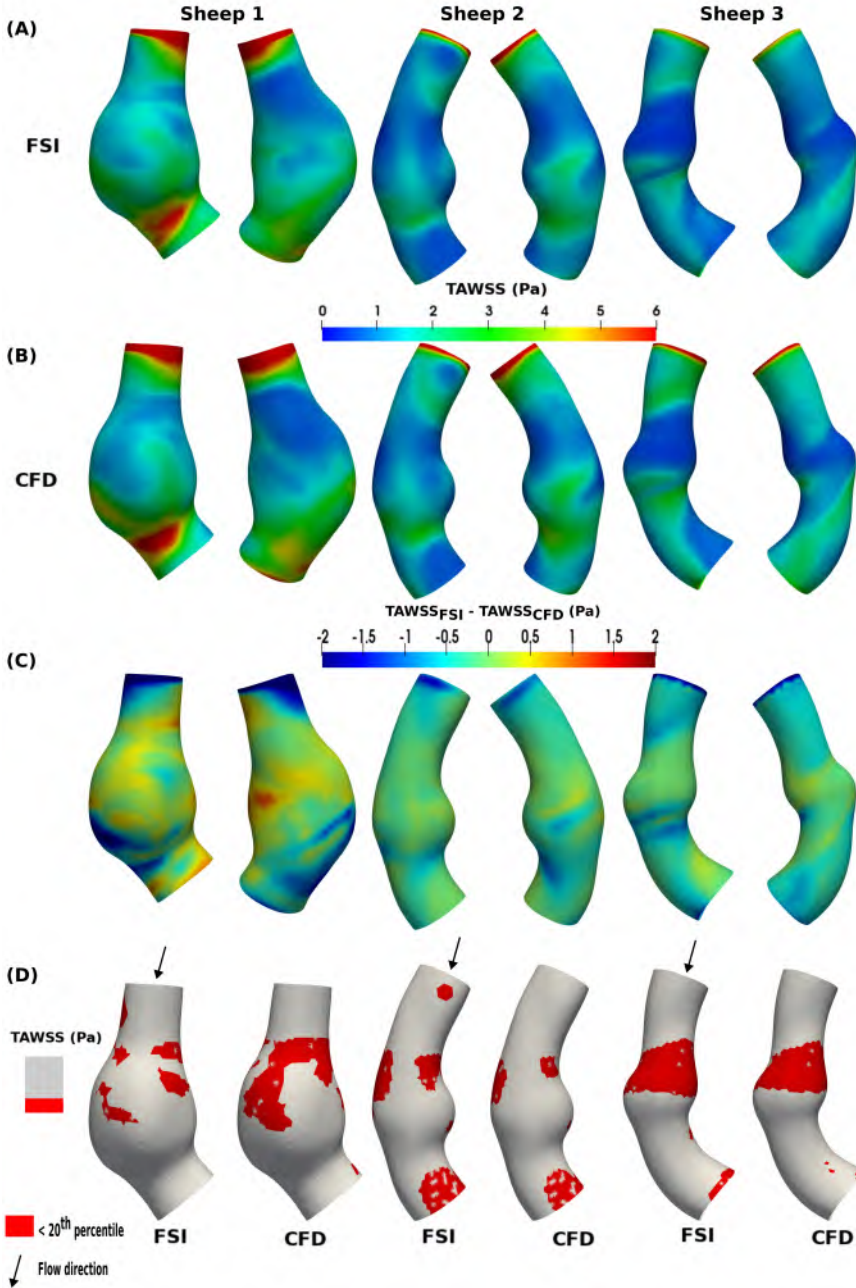 Sheep 1 Sheep 2 Sheep 3
(A)
FSI
TAWSS (Pa)
0 1 2 3 4 5 6
(B)
CFD
TAWSSFSI - TAWSSCFD (Pa)
-2 -1.5 -1 -0.5 0 0.5 1 1.5 2
(C)
(D)
TAWSS (Pa)
< 20th percentile
FSI CFD FSI CFD FSI CFD
Flow direction